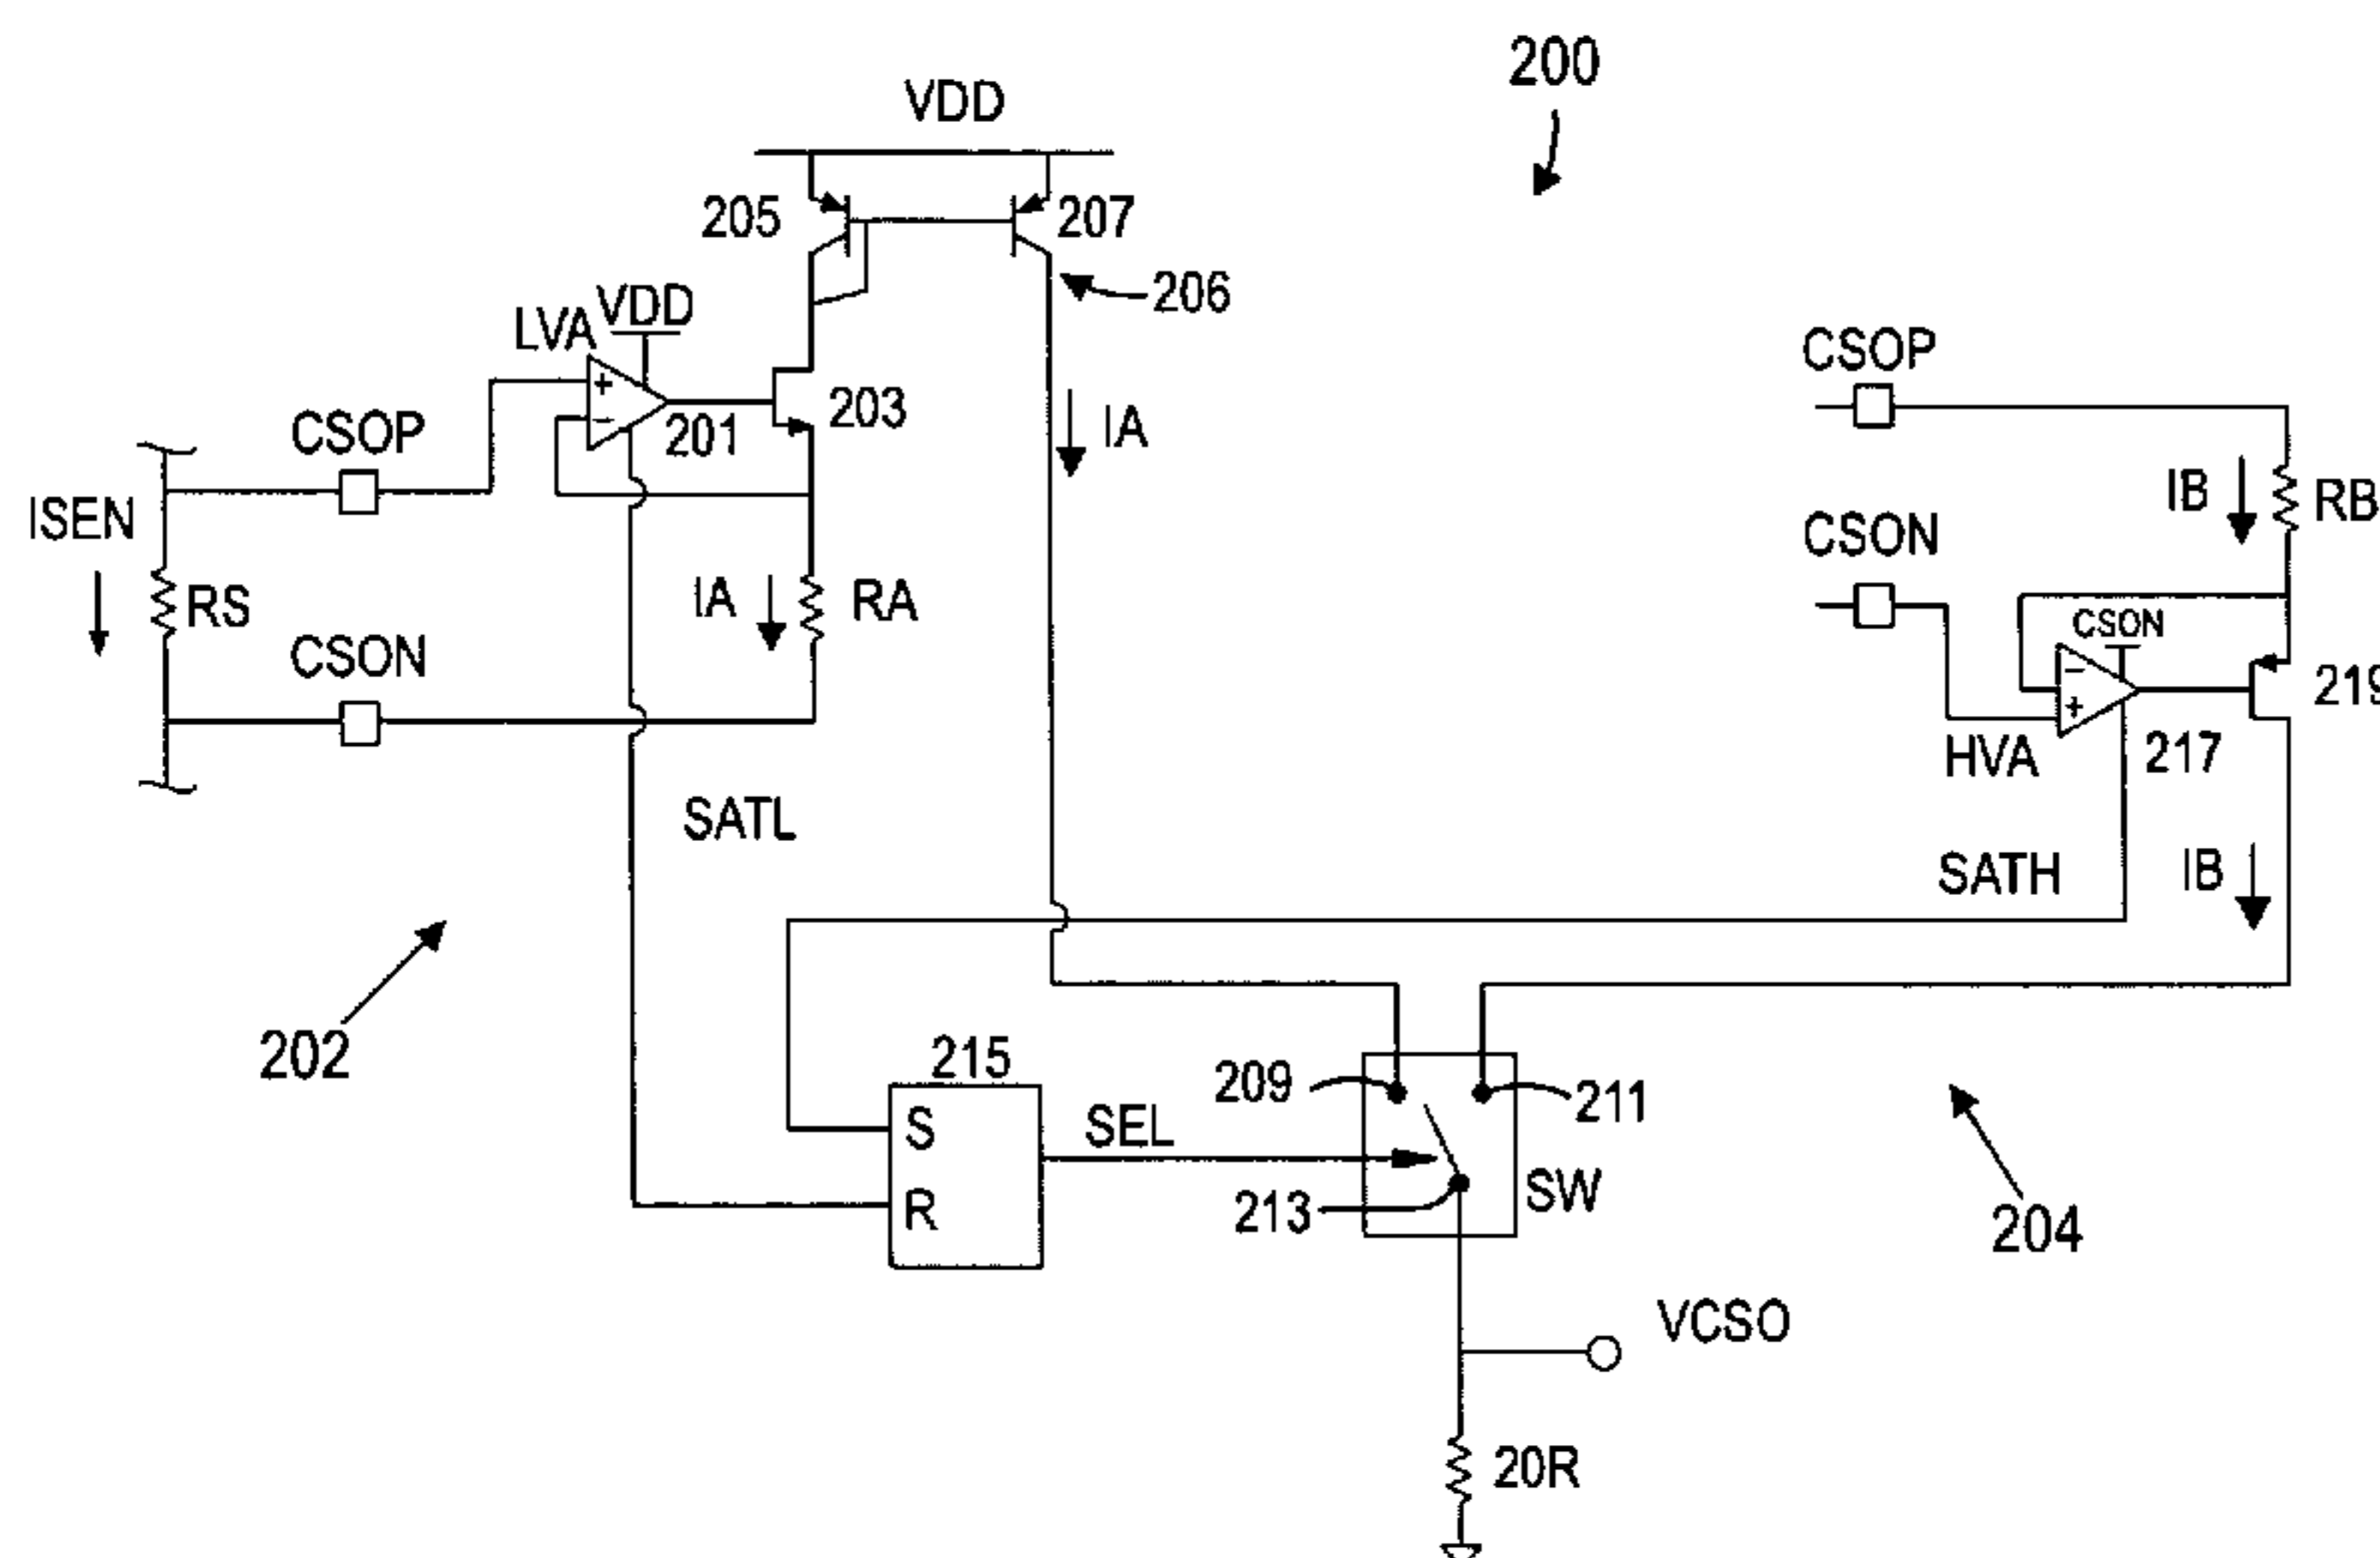 200
VDD
205
207
206
LVA
VDD
+
−
201
203
CSOP
IA
CSOP
ISEN
RS
CSON
IA
RA
IB
RB
CSON
CSON
−
+
HVA
217
219
SATL
SATH
IB
202
215
S
R
SEL
209
211
213
SW
204
VCSO
20R